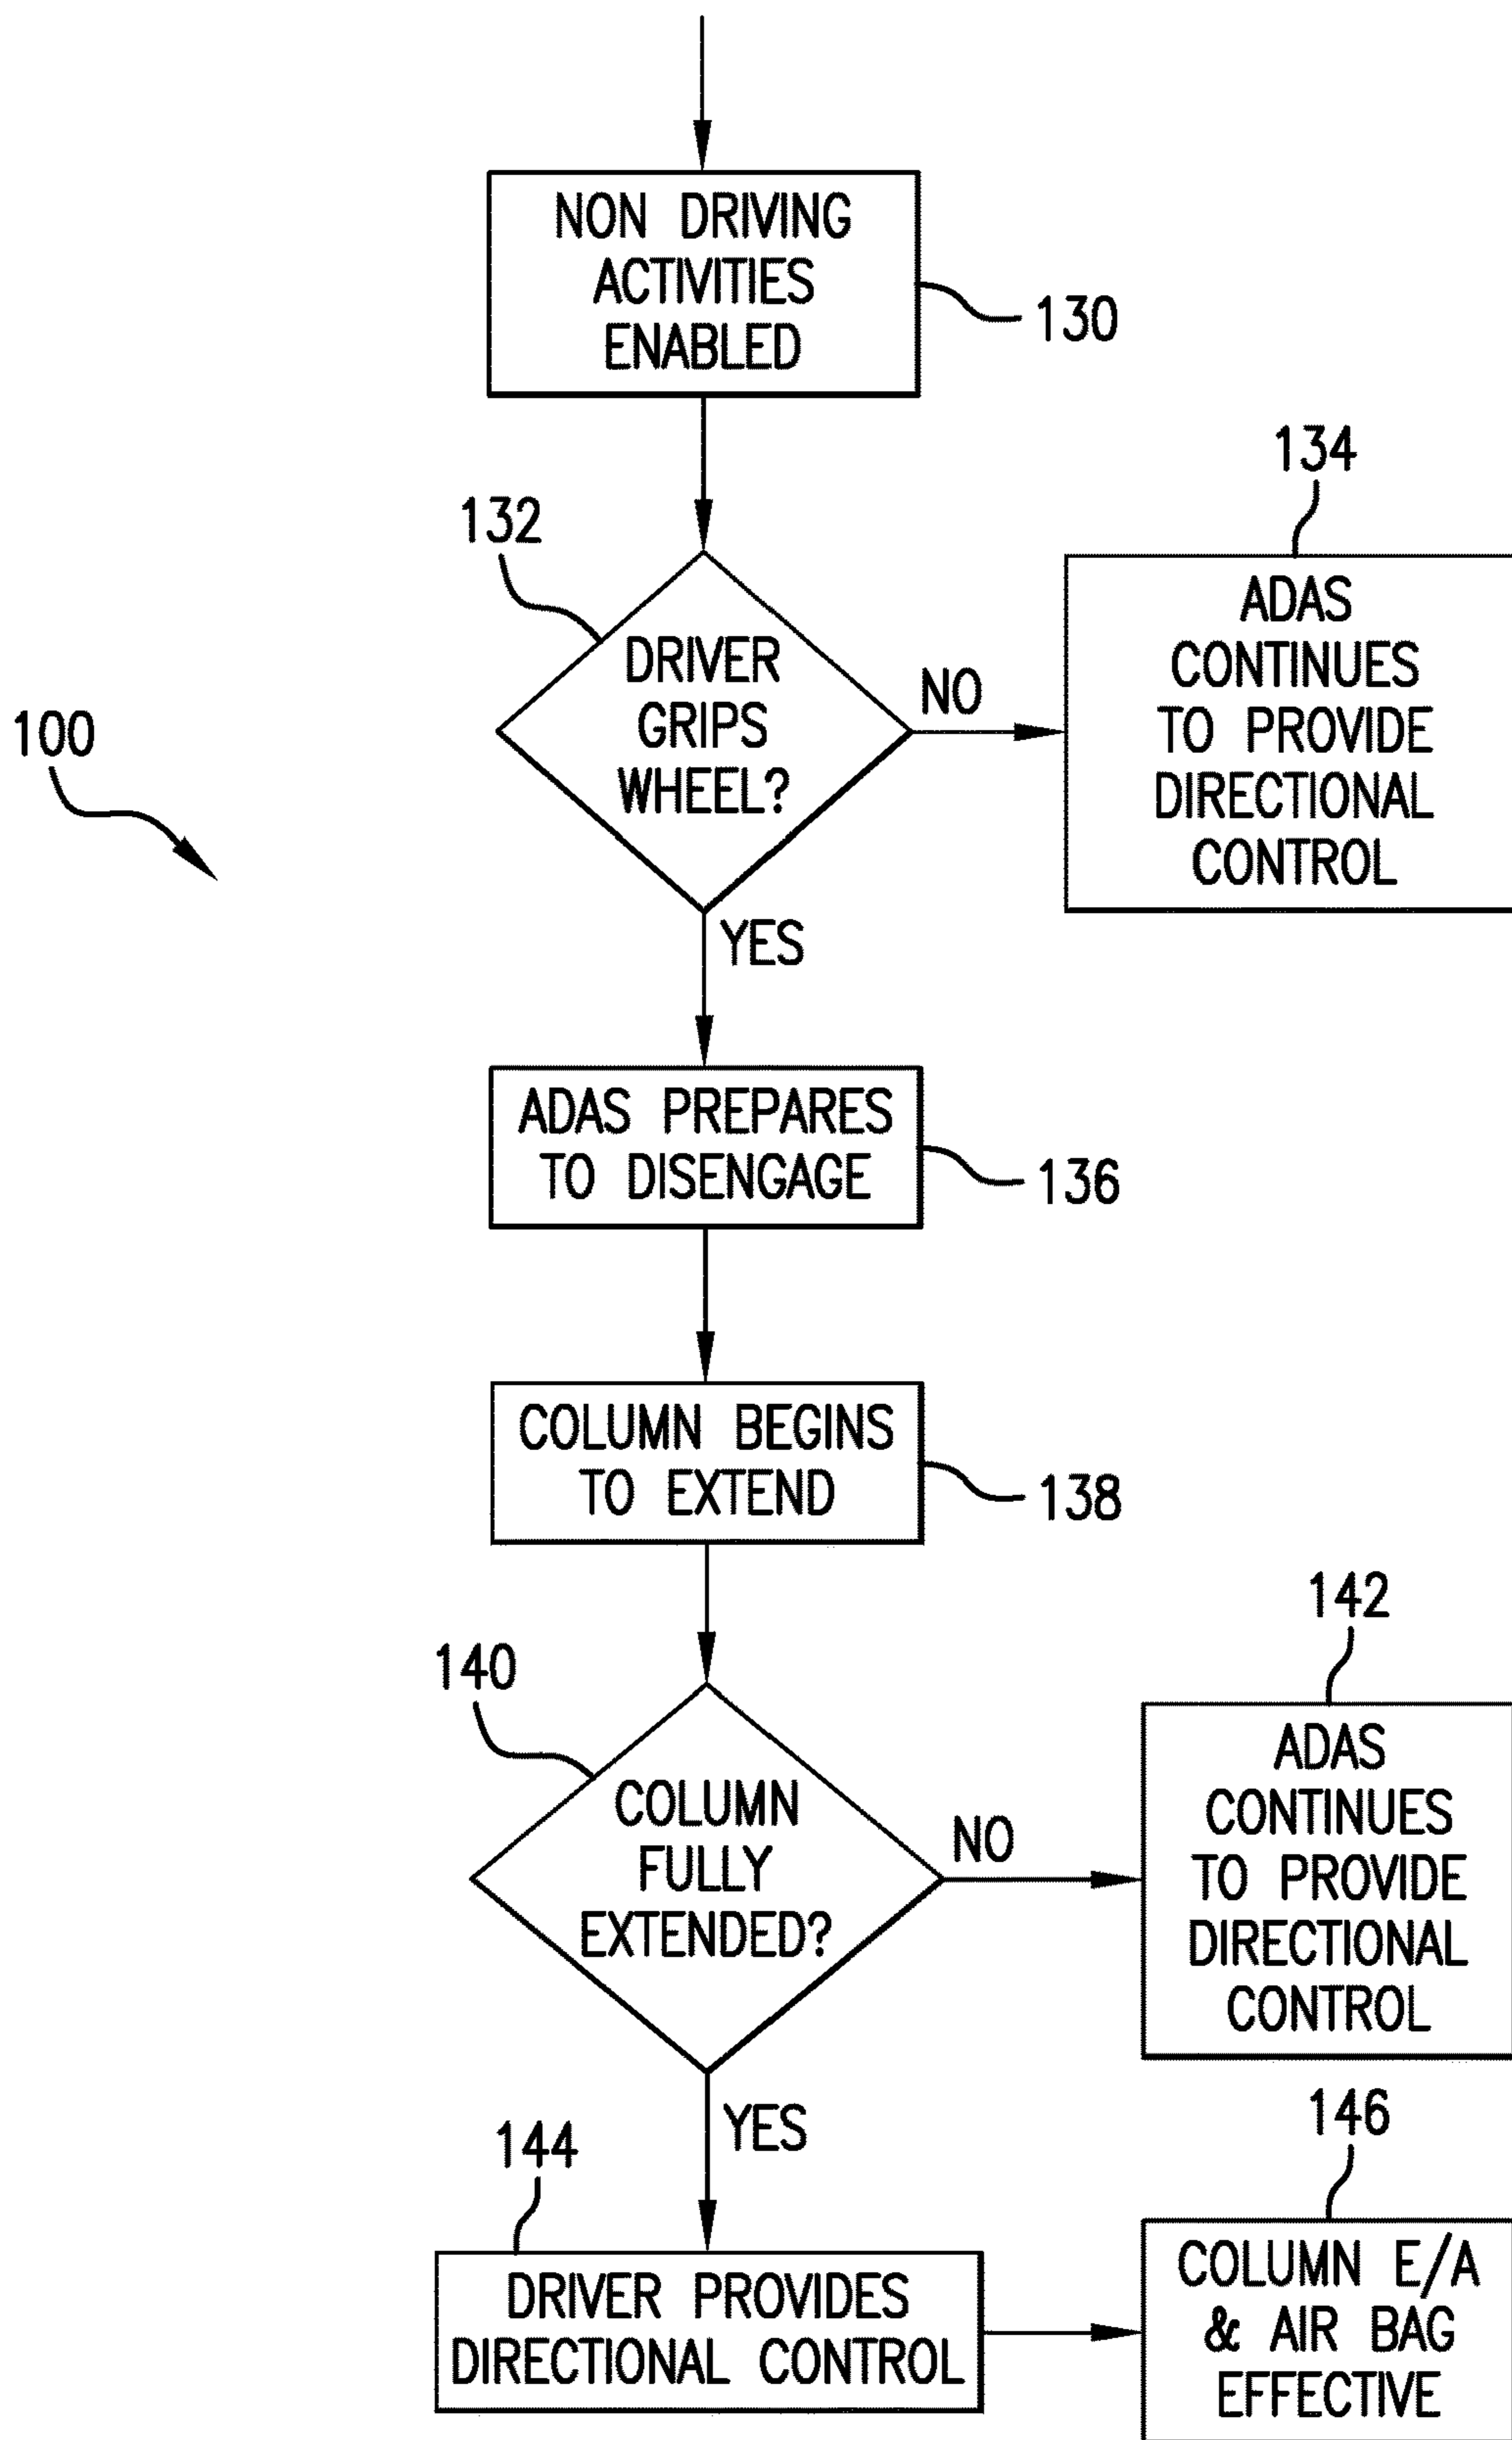 NON DRIVING
ACTIVITIES
ENABLED
130
134
132
ADAS
CONTINUES
TO PROVIDE
DIRECTIONAL
CONTROL
DRIVER
GRIPS
WHEEL?
NO
100
YES
ADAS PREPARES
TO DISENGAGE
136
COLUMN BEGINS
TO EXTEND
138
142
140
ADAS
CONTINUES
TO PROVIDE
DIRECTIONAL
CONTROL
COLUMN
FULLY
EXTENDED?
NO
YES
146
144
DRIVER PROVIDES
DIRECTIONAL CONTROL
COLUMN E/A
& AIR BAG
EFFECTIVE